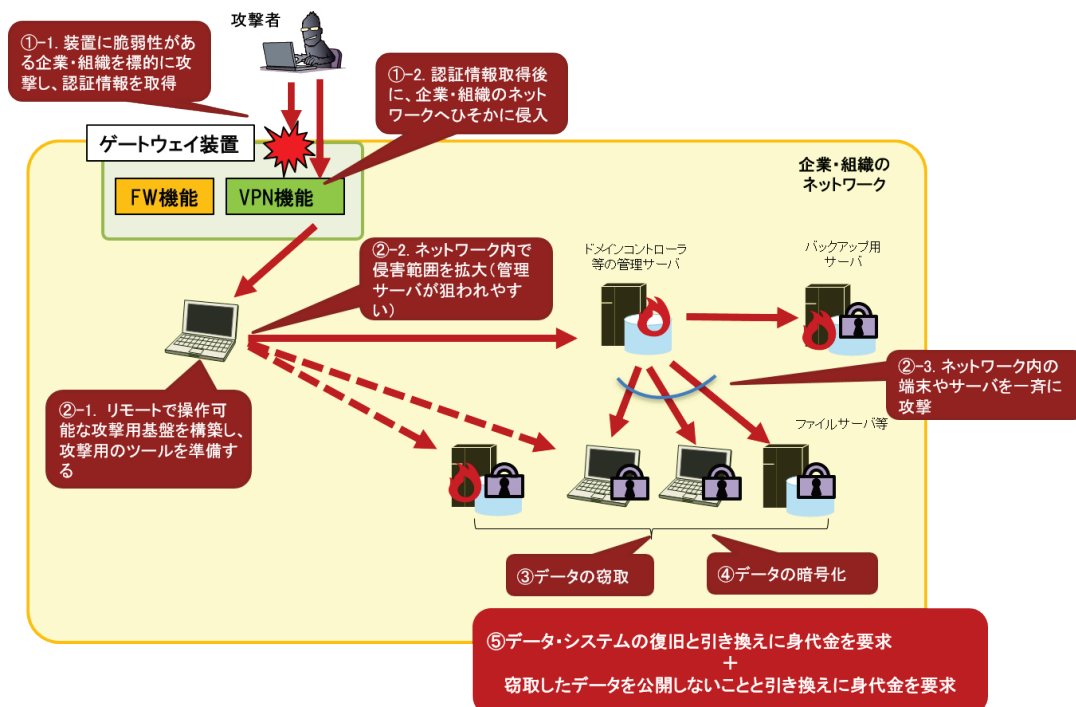 攻撃者
①-1. 装置に脆弱性があ
る企業・組織を標的に攻
撃し、認証情報を取得
①-2. 認証情報取得後
に、企業・組織のネット
ワークへひそかに侵入
ゲートウェイ装置
FW機能
VPN機能
企業・組織の
ネットワーク
②-2. ネットワーク内で
侵害範囲を拡大(管理
サーバが狙われやす
い)
ドメインコントローラ
等の管理サーバ
バックアップ用
サーバ
②-3. ネットワーク内の
端末やサーバを一斉に
攻撃
②-1. リモートで操作可
能な攻撃用基盤を構築し、
攻撃用のツールを準備す
る
ファイルサーバ等
③データの窃取
④データの暗号化
⑤データ・システムの復旧と引き換えに身代金を要求
+
窃取したデータを公開しないことと引き換えに身代金を要求